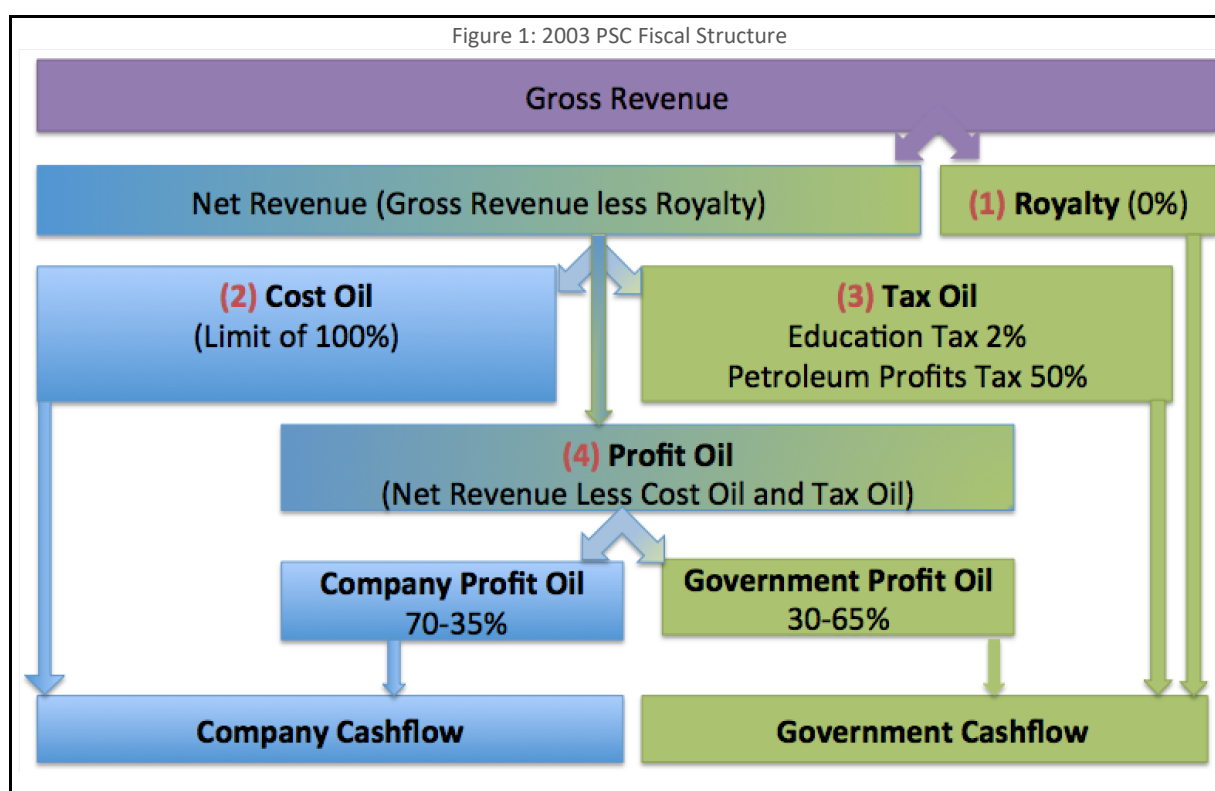 Figure 1: 2003 PSC Fiscal Structure
Gross Revenue
Net Revenue (Gross Revenue less Royalty)
(1) Royalty (0%)
(2) Cost Oil
(Limit of 100%)
(3) Tax Oil
Education Tax 2%
Petroleum Profits Tax 50%
(4) Profit Oil
(Net Revenue Less Cost Oil and Tax Oil)
Company Profit Oil
70-35%
Government Profit Oil
30-65%
Company Cashflow
Government Cashflow